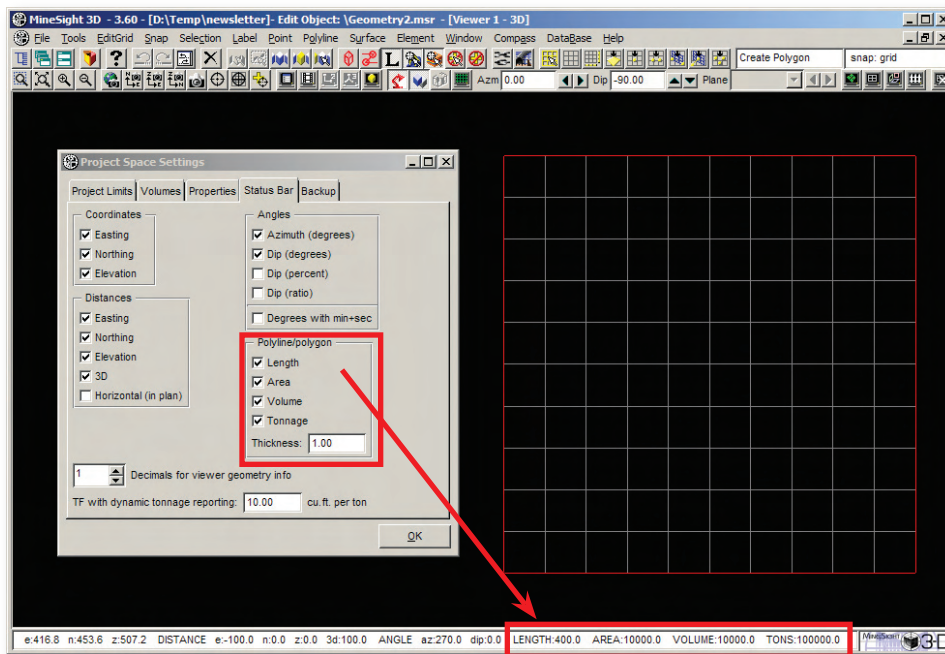 MineSight 3D - 3.60 - [D:\Temp\newsletter]- Edit Object: \Geometry2.msr - [Viewer 1 - 3D]
File Tools EditGrid Snap Selection Label Point Polyline Surface Element Window Compass DataBase Help
Create Polygon snap: grid
Azm 0.00 Dip -90.00 Plane
Project Space Settings
Project Limits Volumes Properties Status Bar Backup
Coordinates
Easting
Northing
Elevation
Distances
Easting
Northing
Elevation
3D
Horizontal (in plan)
Angles
Azimuth (degrees)
Dip (degrees)
Dip (percent)
Dip (ratio)
Degrees with min+sec
Polyline/polygon
Length
Area
Volume
Tonnage
Thickness: 1.00
1 Decimals for viewer geometry info
TF with dynamic tonnage reporting: 10.00 cu.ft. per ton
OK
e:416.8 n:453.6 z:507.2 DISTANCE e:-100.0 n:0.0 z:0.0 3d:100.0 ANGLE az:270.0 dip:0.0 LENGTH:400.0 AREA:10000.0 VOLUME:10000.0 TONS:100000.0 MineSight 3-D